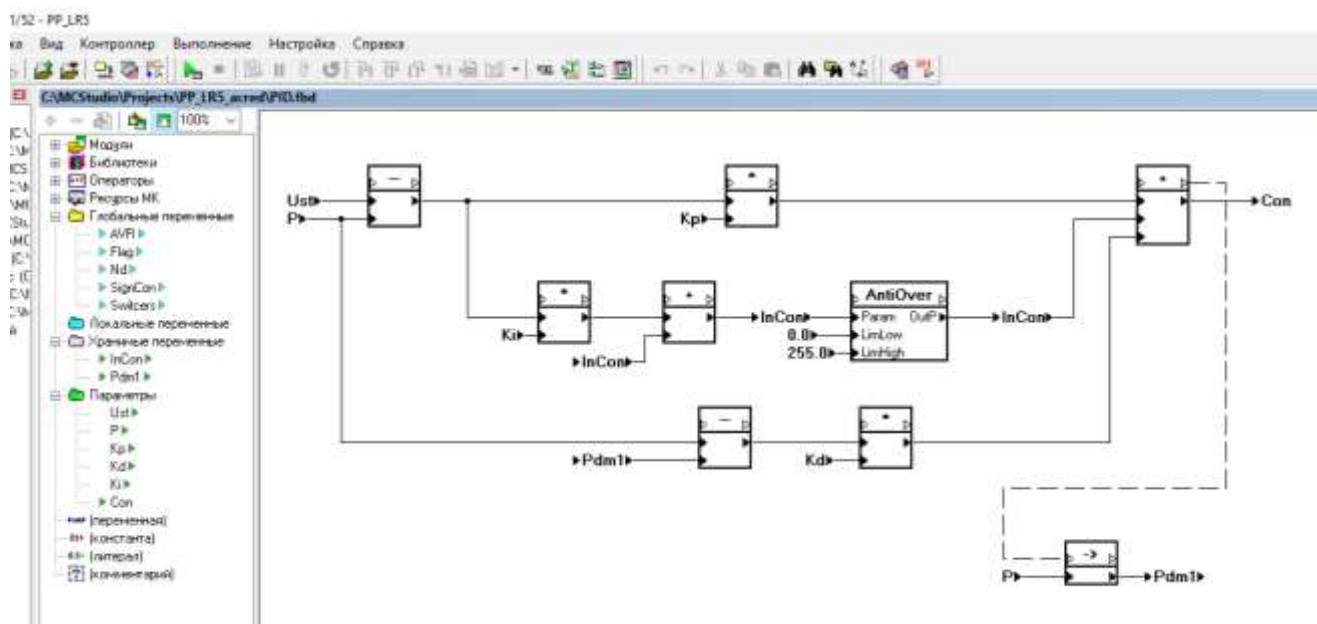 1/52 - PP_LR5
ка Вид Контроллер Выполнение Настройка Справка
C:\MCStudio\Projects\PP_LR5_acred\PID.fbd
100%
Модули
Библиотеки
Операторы
Ресурсы МК
Глобальные переменные
AVR
Flag
Nd
SignCon
Switcers
Локальные переменные
Хранимые переменные
InCon
Pdm1
Параметры
Ust
P
Kp
Kd
Ki
Con
(переменная)
(константа)
(литерал)
(комментарий)
Ust
P
−
Kp
*
+
Con
Ki
*
InCon
+
InCon
0.0
255.0
AntiOver
Param OutP
LimLow
LimHigh
InCon
Pdm1
−
Kd
*
P
->
Pdm1